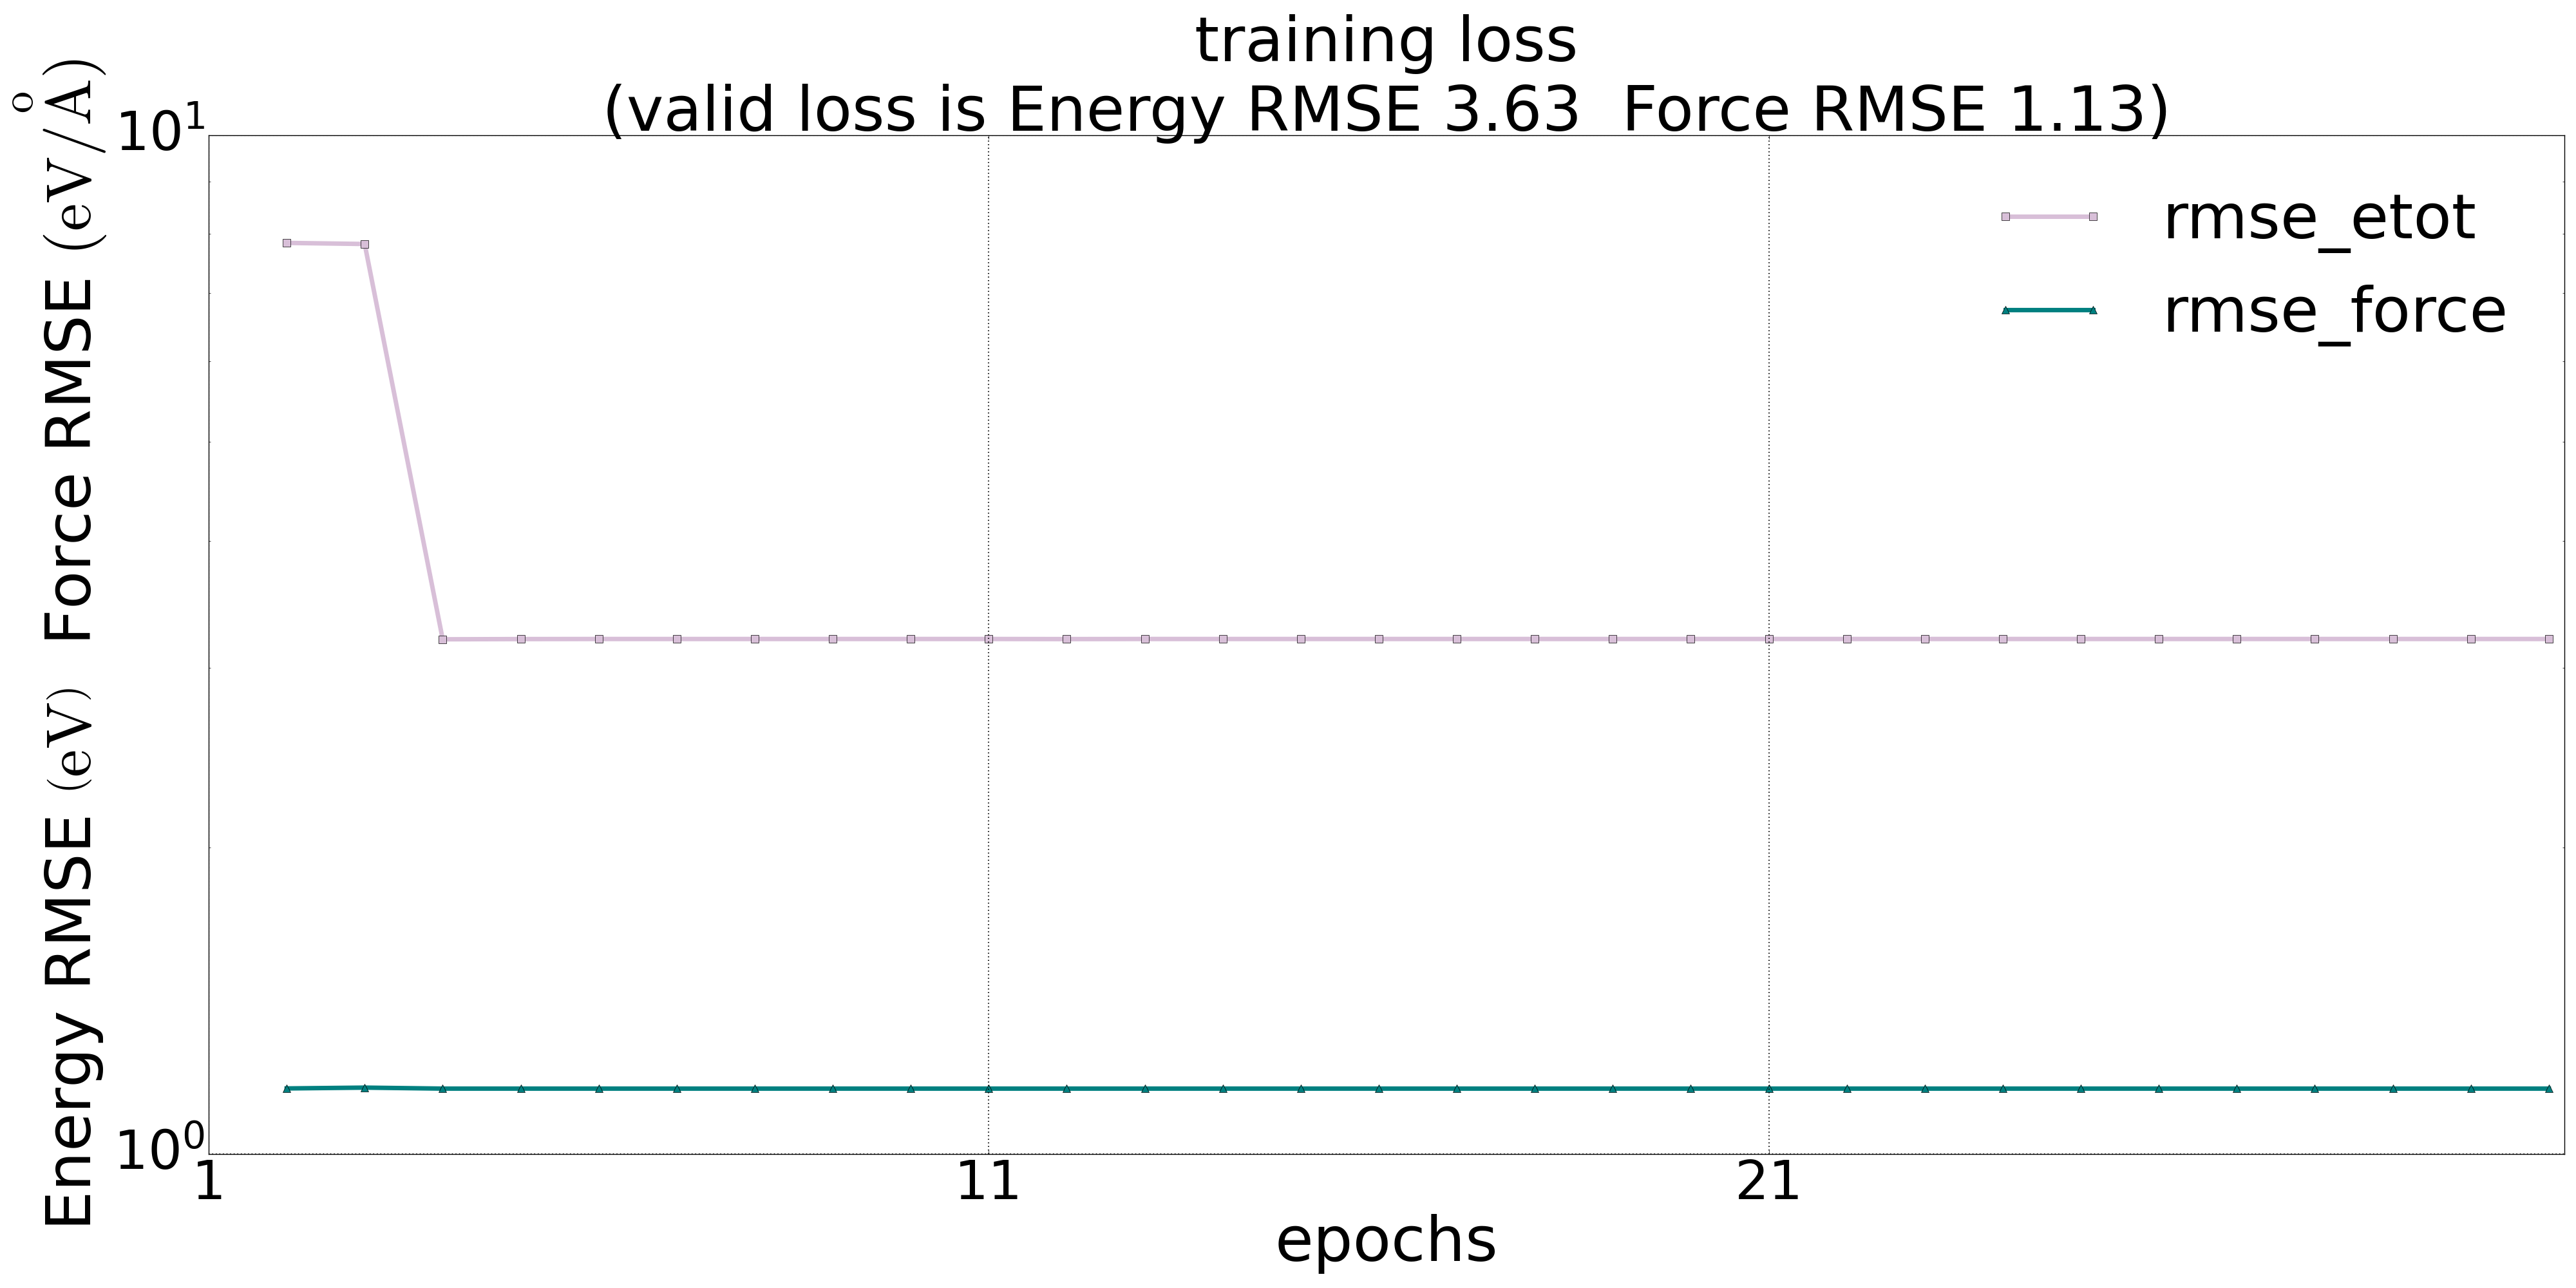 training loss
(valid loss is Energy RMSE 3.63  Force RMSE 1.13)
Energy RMSE (eV)  Force RMSE (eV/Å)
10¹
10⁰
rmse_etot
rmse_force
1 11 21
epochs